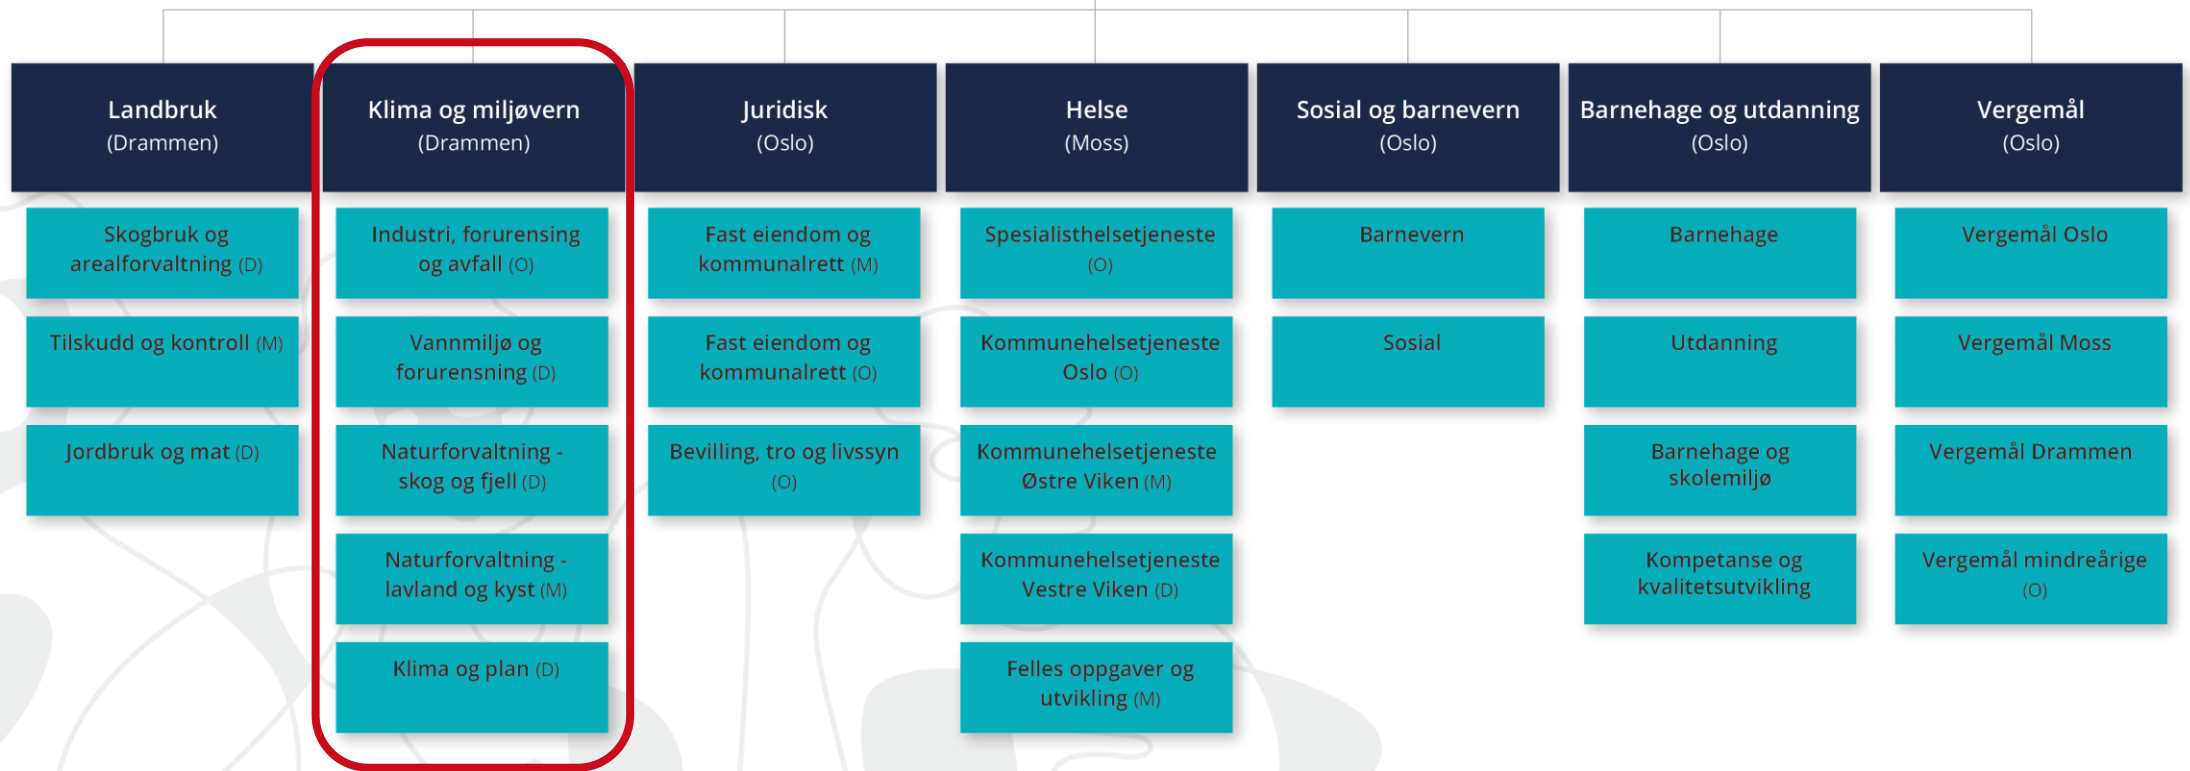 Landbruk
(Drammen)
Skogbruk og
arealforvaltning (D)
Tilskudd og kontroll (M)
Jordbruk og mat (D)
Klima og miljøvern
(Drammen)
Industri, forurensing
og avfall (O)
Vannmiljø og
forurensning (D)
Naturforvaltning -
skog og fjell (D)
Naturforvaltning -
lavland og kyst (M)
Klima og plan (D)
Juridisk
(Oslo)
Fast eiendom og
kommunalrett (M)
Fast eiendom og
kommunalrett (O)
Bevilling, tro og livssyn
(O)
Helse
(Moss)
Spesialisthelsetjeneste
(O)
Kommunehelsetjeneste
Oslo (O)
Kommunehelsetjeneste
Østre Viken (M)
Kommunehelsetjeneste
Vestre Viken (D)
Felles oppgaver og
utvikling (M)
Sosial og barnevern
(Oslo)
Barnevern
Sosial
Barnehage og utdanning
(Oslo)
Barnehage
Utdanning
Barnehage og
skolemiljø
Kompetanse og
kvalitetsutvikling
Vergemål
(Oslo)
Vergemål Oslo
Vergemål Moss
Vergemål Drammen
Vergemål mindreårige
(O)